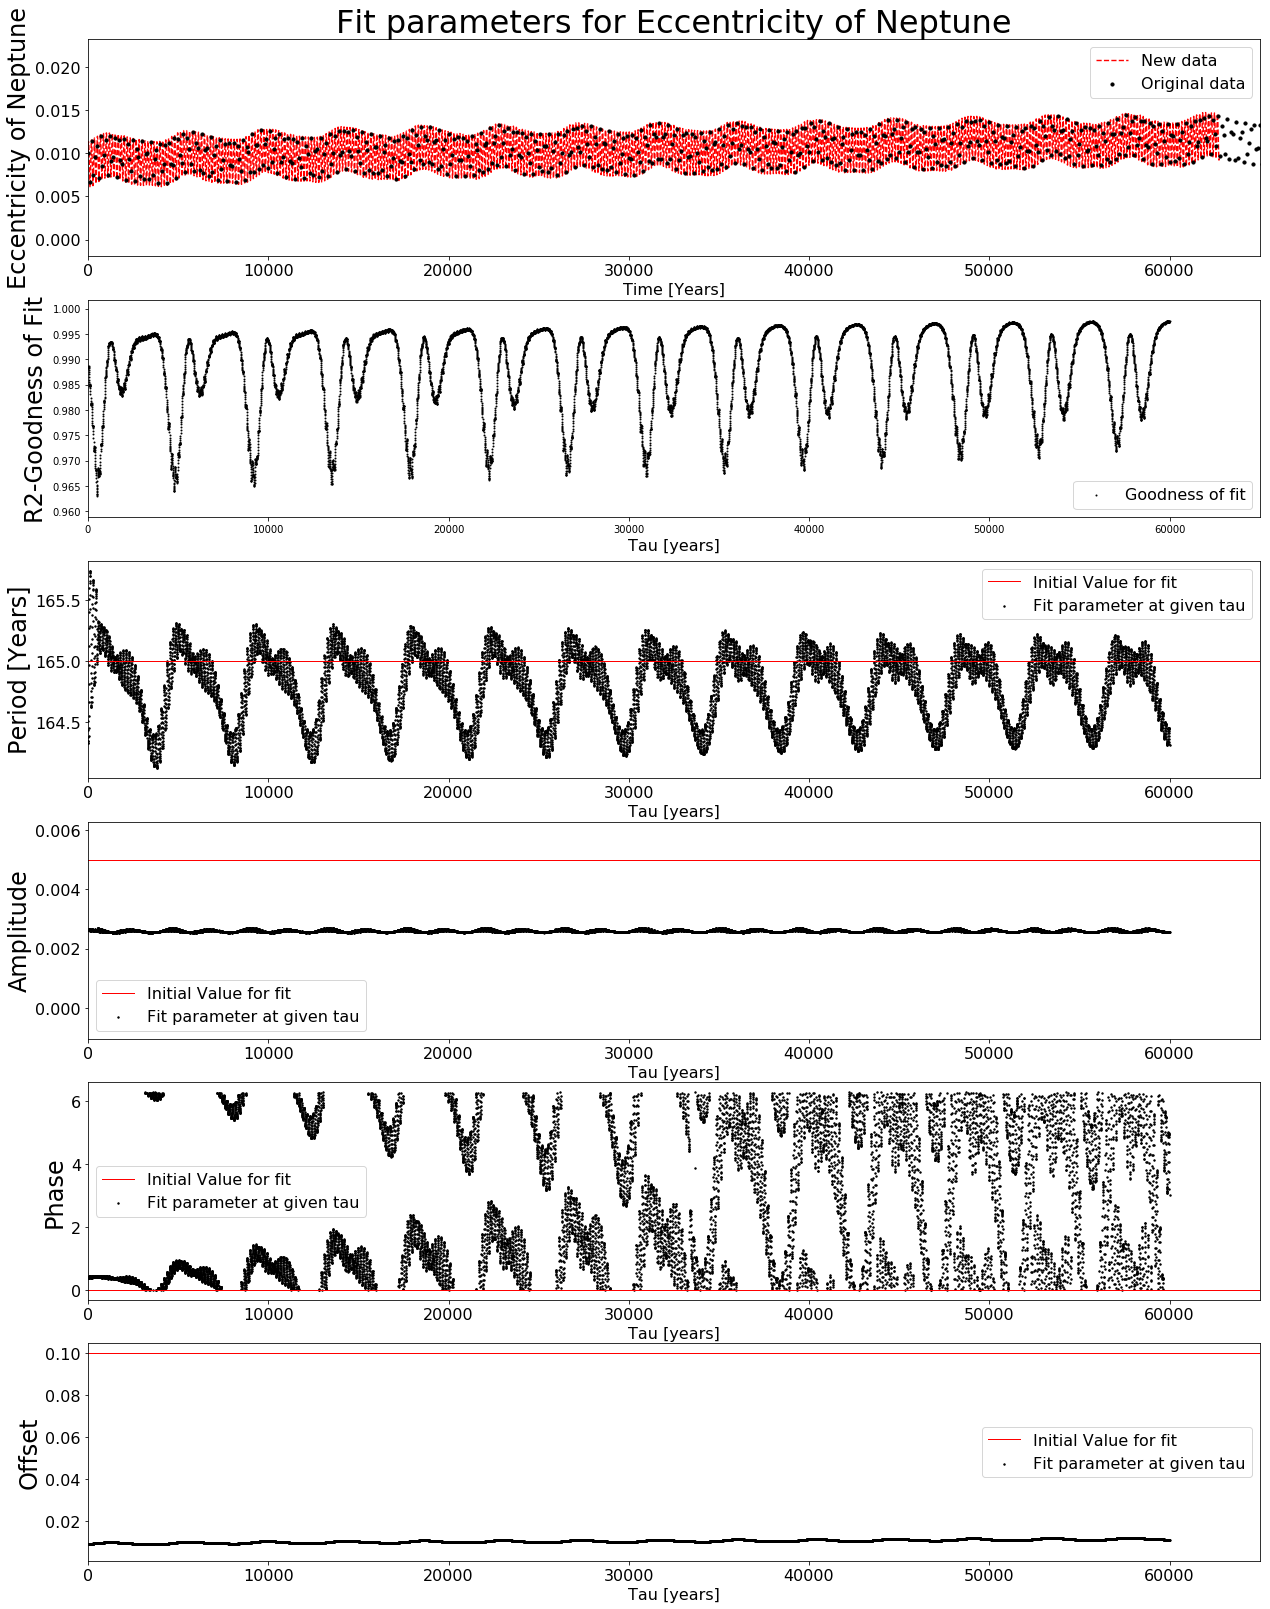 Fit parameters for Eccentricity of Neptune
Eccentricity of Neptune
0.020
0.015
0.010
0.005
0.000
New data
Original data
0 10000 20000 30000 40000 50000 60000
Time [Years]
R2-Goodness of Fit
1.000
0.995
0.990
0.985
0.980
0.975
0.970
0.965
0.960
Goodness of fit
0 10000 20000 30000 40000 50000 60000
Tau [years]
Period [Years]
165.5
165.0
164.5
Initial Value for fit
Fit parameter at given tau
0 10000 20000 30000 40000 50000 60000
Tau [years]
Amplitude
0.006
0.004
0.002
0.000
Initial Value for fit
Fit parameter at given tau
0 10000 20000 30000 40000 50000 60000
Tau [years]
Phase
6
4
2
0
Initial Value for fit
Fit parameter at given tau
0 10000 20000 30000 40000 50000 60000
Tau [years]
Offset
0.10
0.08
0.06
0.04
0.02
Initial Value for fit
Fit parameter at given tau
0 10000 20000 30000 40000 50000 60000
Tau [years]